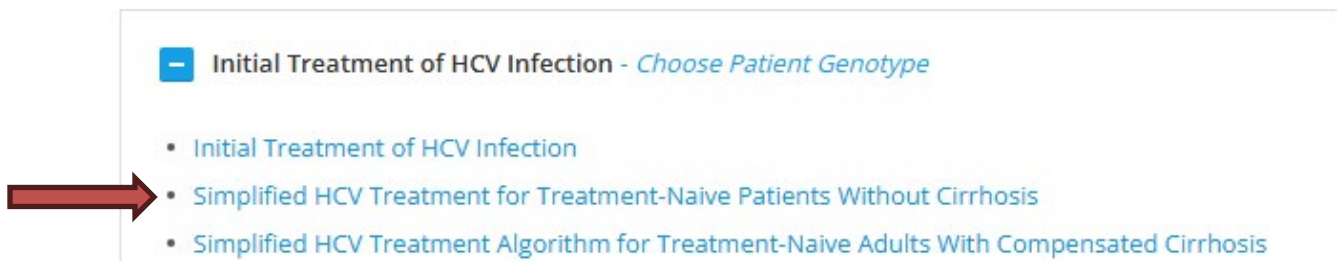 Initial Treatment of HCV Infection - Choose Patient Genotype
• Initial Treatment of HCV Infection
• Simplified HCV Treatment for Treatment-Naive Patients Without Cirrhosis
• Simplified HCV Treatment Algorithm for Treatment-Naive Adults With Compensated Cirrhosis